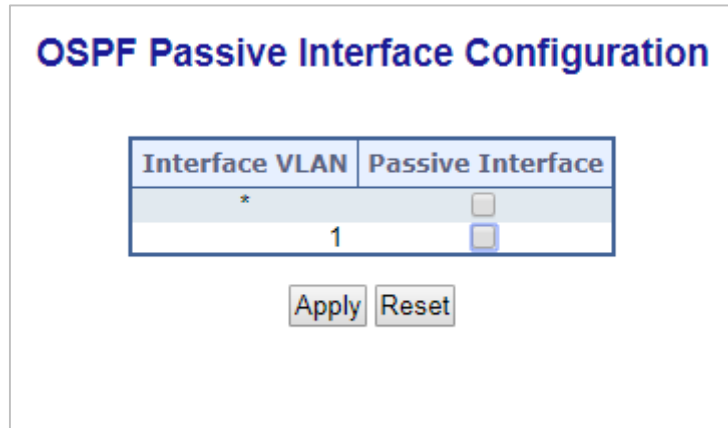 OSPF Passive Interface Configuration
Interface VLAN Passive Interface
*
1
Apply Reset